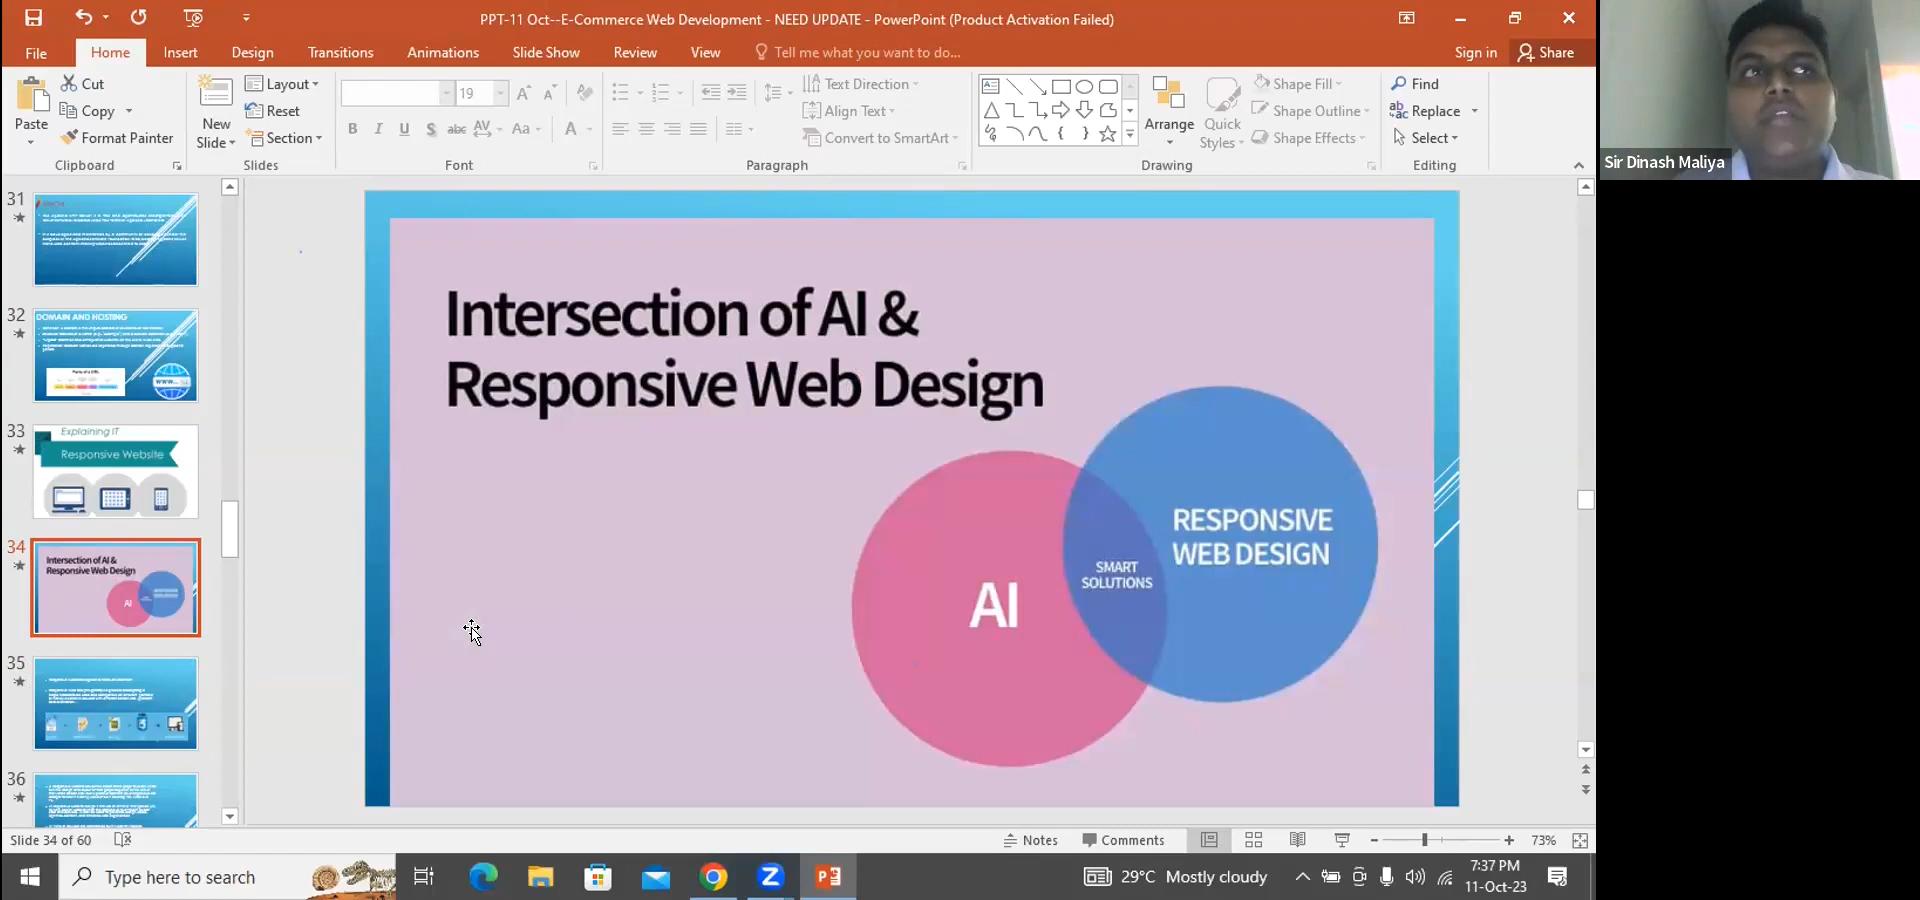 PPT-11 Oct--E-Commerce Web Development - NEED UPDATE - PowerPoint (Product Activation Failed)
File Home Insert Design Transitions Animations Slide Show Review View Tell me what you want to do... Sign in Share
Cut
Copy
Format Painter
Paste
Clipboard
New
Slide
Layout
Reset
Section
Slides
19
B I U S abc AV Aa A
Font
Text Direction
Align Text
Convert to SmartArt
Paragraph
Arrange
Quick
Styles
Shape Fill
Shape Outline
Shape Effects
Drawing
Find
Replace
Select
Editing
Sir Dinash Maliya
31
32
DOMAIN AND HOSTING
33
Explaining IT
Responsive Website
34
Intersection of AI &
Responsive Web Design
AI
35
36
Intersection of AI &
Responsive Web Design
RESPONSIVE
WEB DESIGN
SMART
SOLUTIONS
AI
Slide 34 of 60
Notes Comments 73%
Type here to search
29°C Mostly cloudy
7:37 PM
11-Oct-23